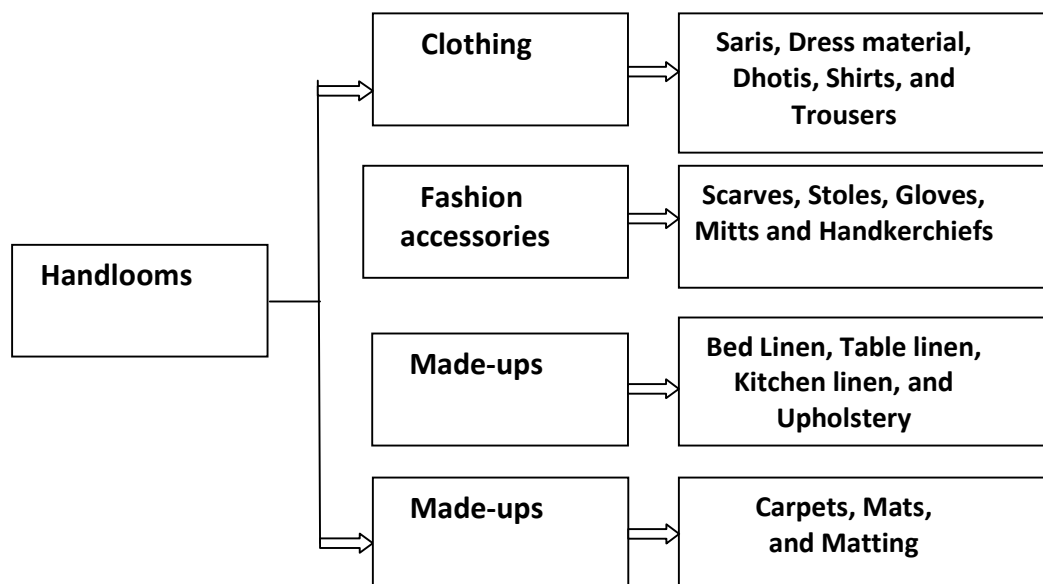 Clothing
Saris, Dress material,
Dhotis, Shirts, and
Trousers
Fashion
accessories
Scarves, Stoles, Gloves,
Mitts and Handkerchiefs
Handlooms
Made-ups
Bed Linen, Table linen,
Kitchen linen, and
Upholstery
Made-ups
Carpets, Mats,
and Matting